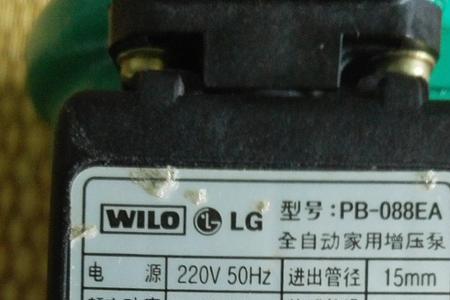 WILO LG 型号:PB-088EA
全自动家用增压泵
电 源 220V 50Hz 进出管径 15mm